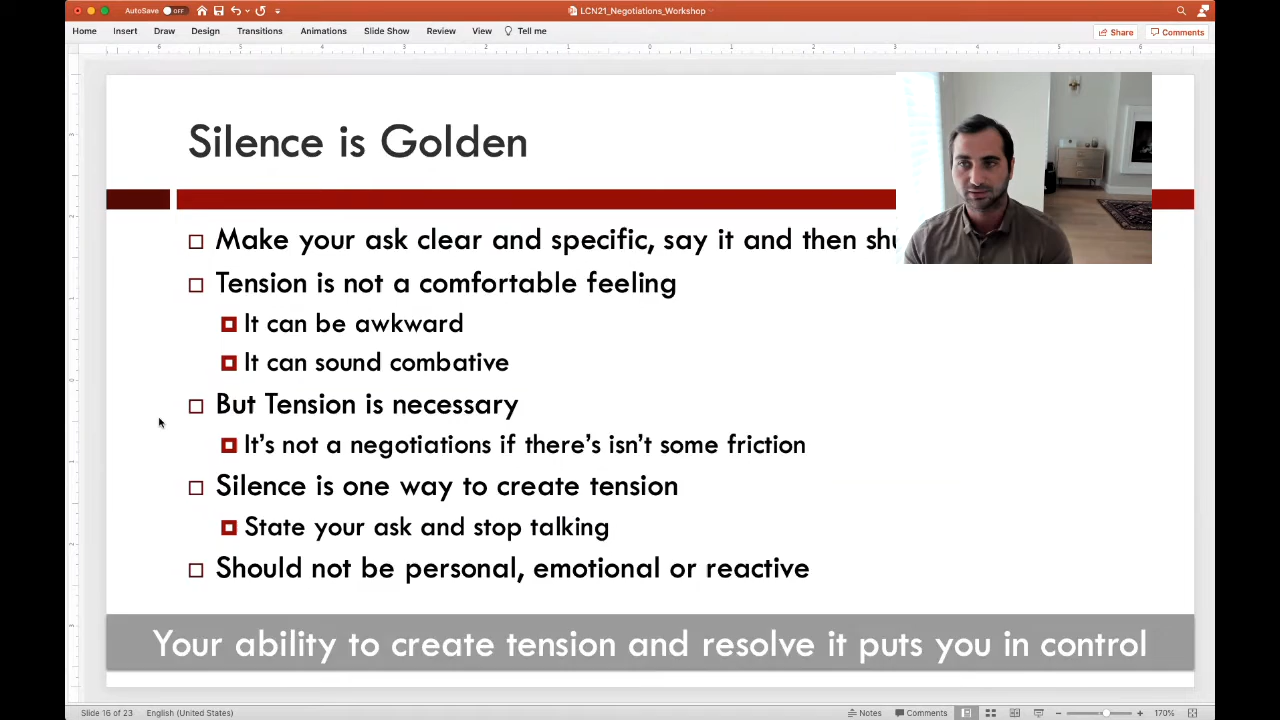 AutoSave OFF
LCN21_Negotiations_Workshop
Home Insert Draw Design Transitions Animations Slide Show Review View Tell me
Share Comments
Silence is Golden
Make your ask clear and specific, say it and then
Tension is not a comfortable feeling
It can be awkward
It can sound combative
But Tension is necessary
It's not a negotiations if there's isn't some friction
Silence is one way to create tension
State your ask and stop talking
Should not be personal, emotional or reactive
Your ability to create tension and resolve it puts you in control
Slide 16 of 23 English (United States) Notes Comments 170%